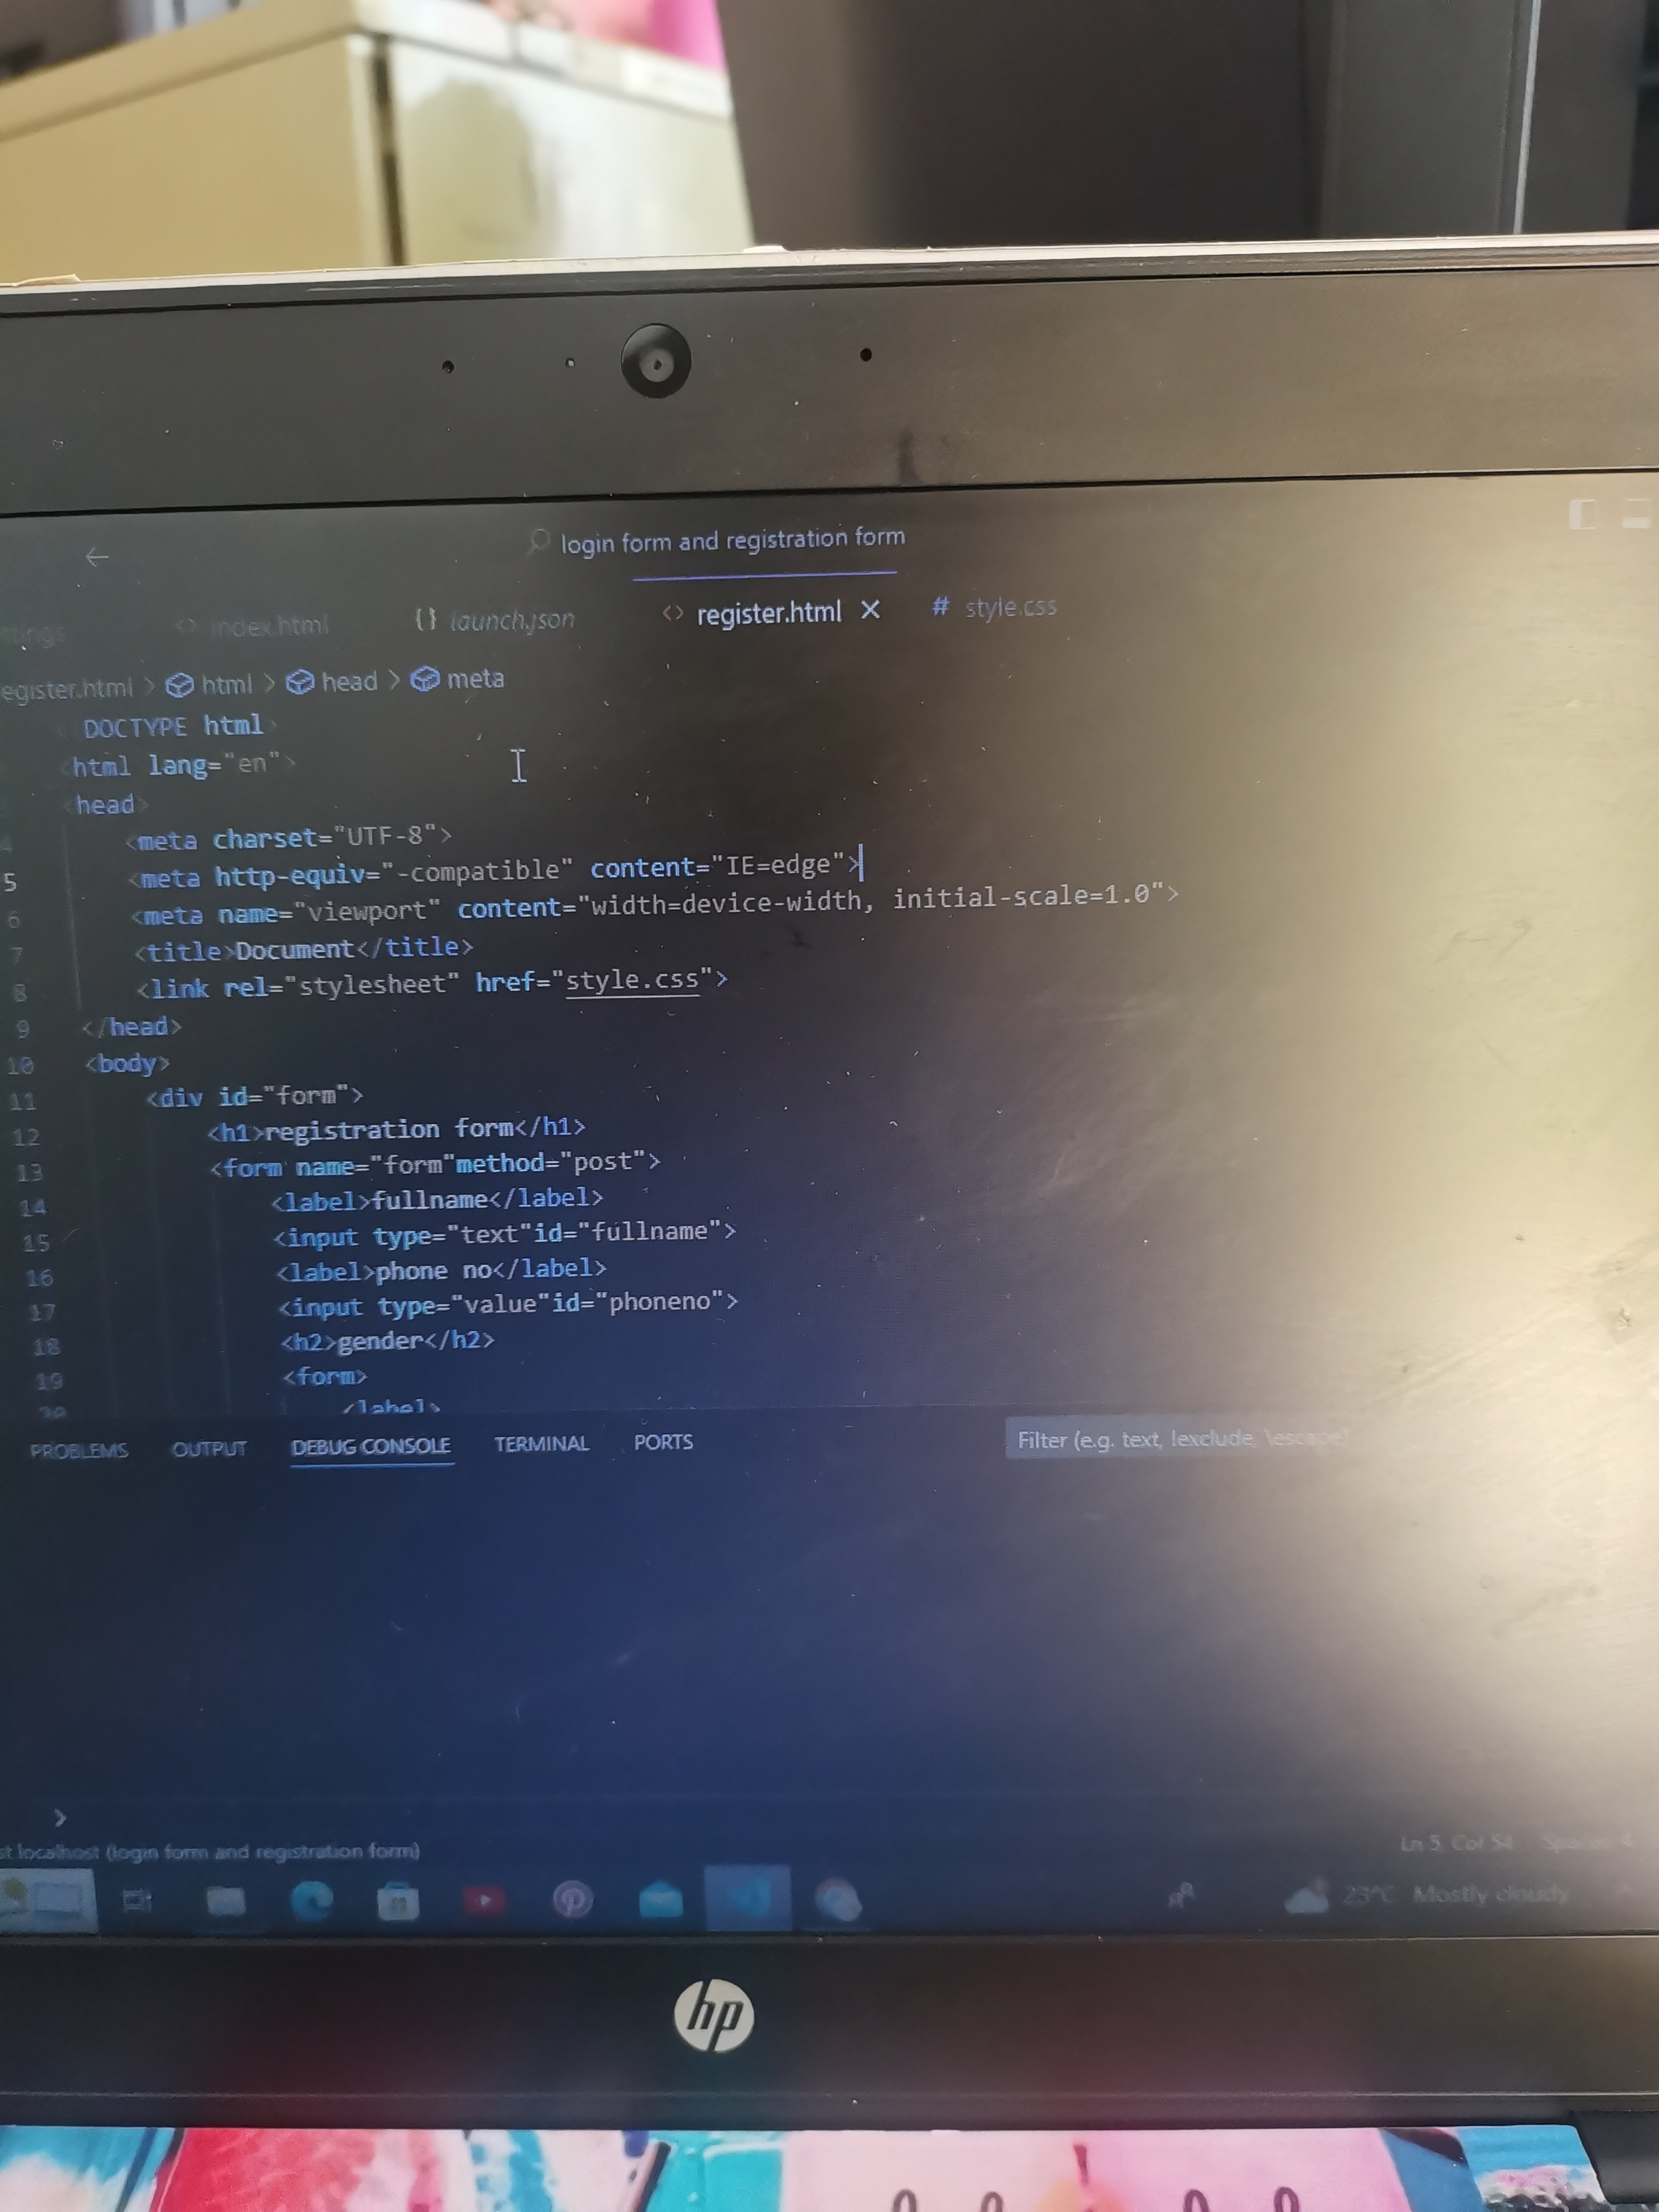 login form and registration form
index.html {} launch.json <> register.html × # style.css
egister.html > html > head > meta
DOCTYPE html>
<html lang="en">
<head>
4 <meta charset="UTF-8">
5 <meta http-equiv="-compatible" content="IE=edge">
6 <meta name="viewport" content="width=device-width, initial-scale=1.0">
7 <title>Document</title>
8 <link rel="stylesheet" href="style.css">
9 </head>
10 <body>
11 <div id="form">
12 <h1>registration form</h1>
13 <form name="form"method="post">
14 <label>fullname</label>
15 <input type="text"id="fullname">
16 <label>phone no</label>
17 <input type="value"id="phoneno">
18 <h2>gender</h2>
19 <form>
20 /label>
PROBLEMS OUTPUT DEBUG CONSOLE TERMINAL PORTS Filter (e.g. text, !exclude, \escape)
st localhost (login form and registration form) Ln 5, Col 54
23°C Mostly cloudy
hp